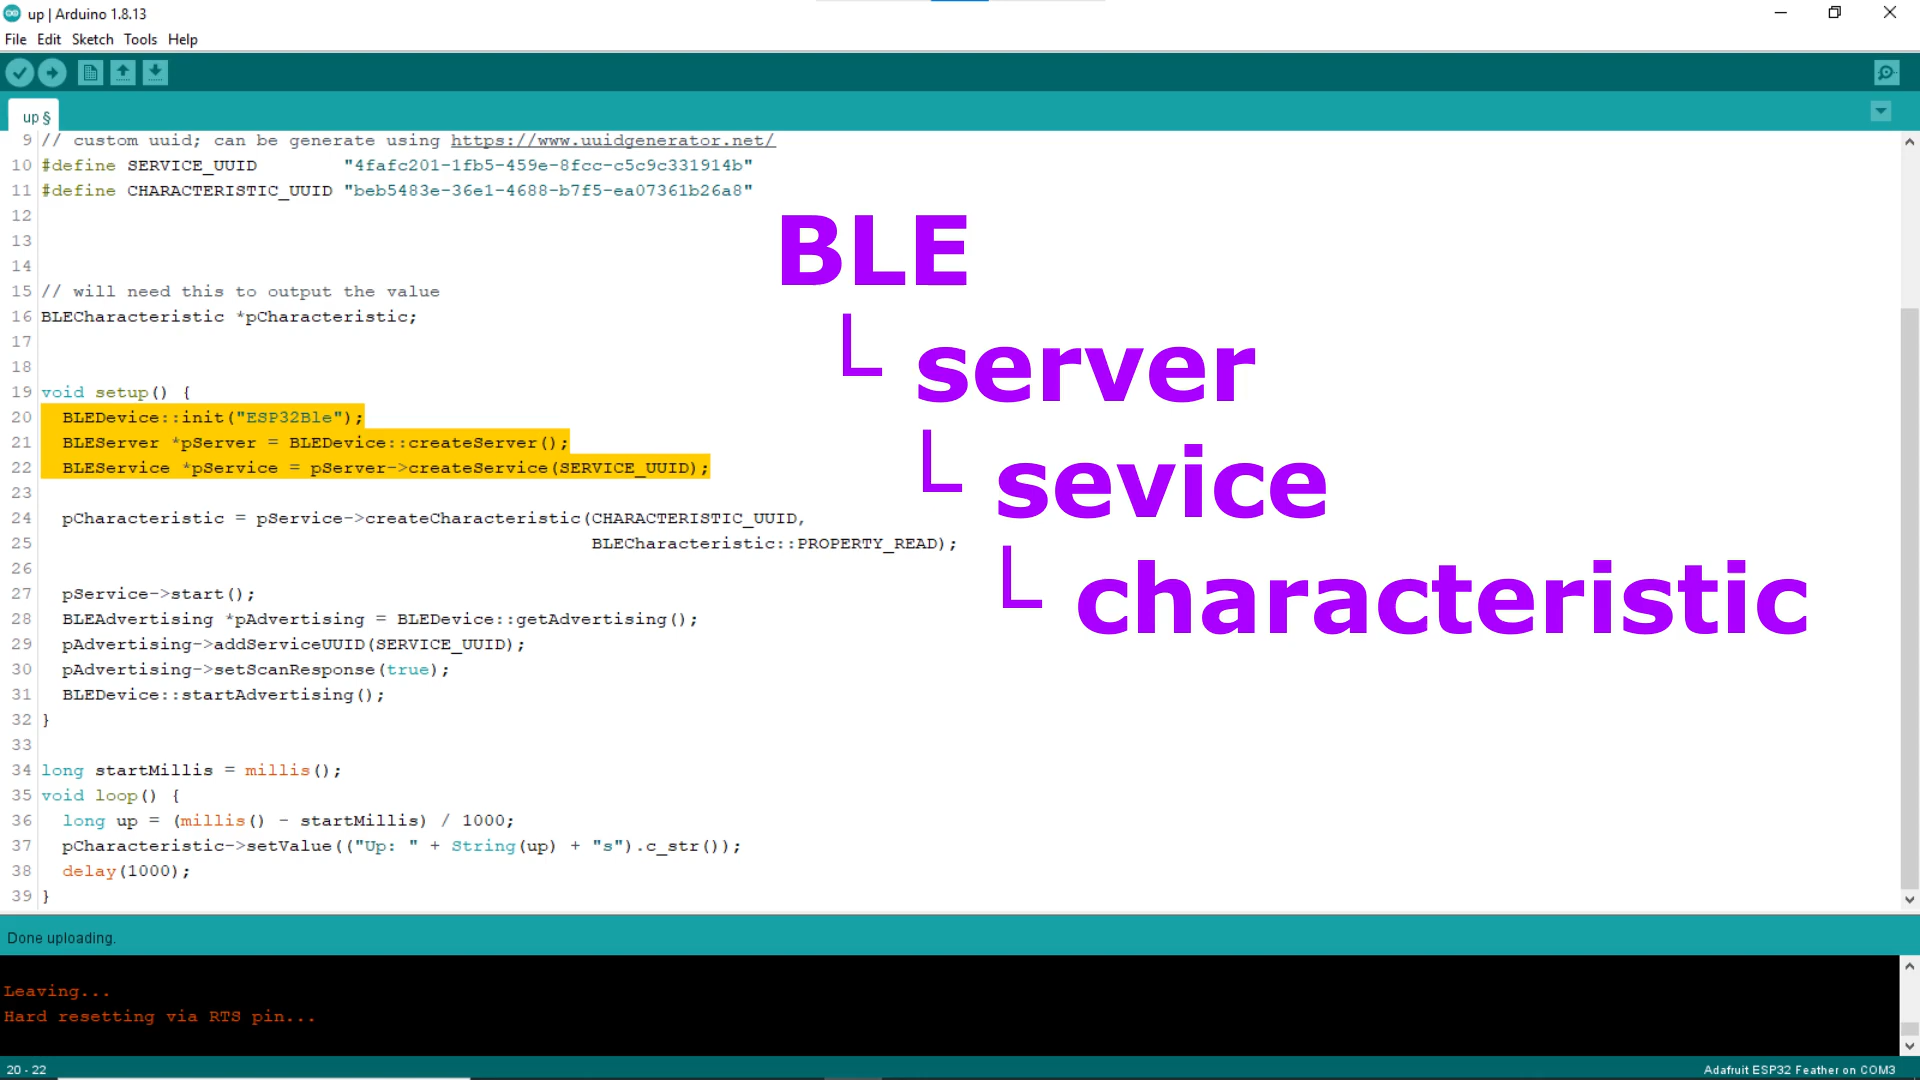 up | Arduino 1.8.13
File Edit Sketch Tools Help
up §
9 // custom uuid; can be generate using https://www.uuidgenerator.net/
10 #define SERVICE_UUID        "4fafc201-1fb5-459e-8fcc-c5c9c331914b"
11 #define CHARACTERISTIC_UUID "beb5483e-36e1-4688-b7f5-ea07361b26a8"
12
13
14
15 // will need this to output the value
16 BLECharacteristic *pCharacteristic;
17
18
19 void setup() {
20   BLEDevice::init("ESP32Ble");
21   BLEServer *pServer = BLEDevice::createServer();
22   BLEService *pService = pServer->createService(SERVICE_UUID);
23
24   pCharacteristic = pService->createCharacteristic(CHARACTERISTIC_UUID,
25                                                    BLECharacteristic::PROPERTY_READ);
26
27   pService->start();
28   BLEAdvertising *pAdvertising = BLEDevice::getAdvertising();
29   pAdvertising->addServiceUUID(SERVICE_UUID);
30   pAdvertising->setScanResponse(true);
31   BLEDevice::startAdvertising();
32 }
33
34 long startMillis = millis();
35 void loop() {
36   long up = (millis() - startMillis) / 1000;
37   pCharacteristic->setValue(("Up: " + String(up) + "s").c_str());
38   delay(1000);
39 }
BLE
└ server
└ sevice
└ characteristic
Done uploading.
Leaving...
Hard resetting via RTS pin...
20 - 22
Adafruit ESP32 Feather on COM3